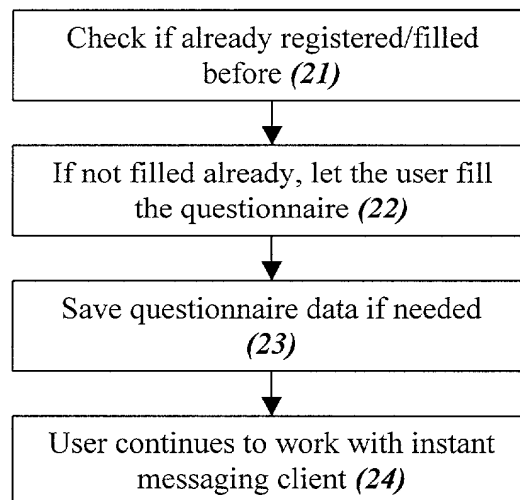 Check if already registered/filled
before (21)
If not filled already, let the user fill
the questionnaire (22)
Save questionnaire data if needed
(23)
User continues to work with instant
messaging client (24)